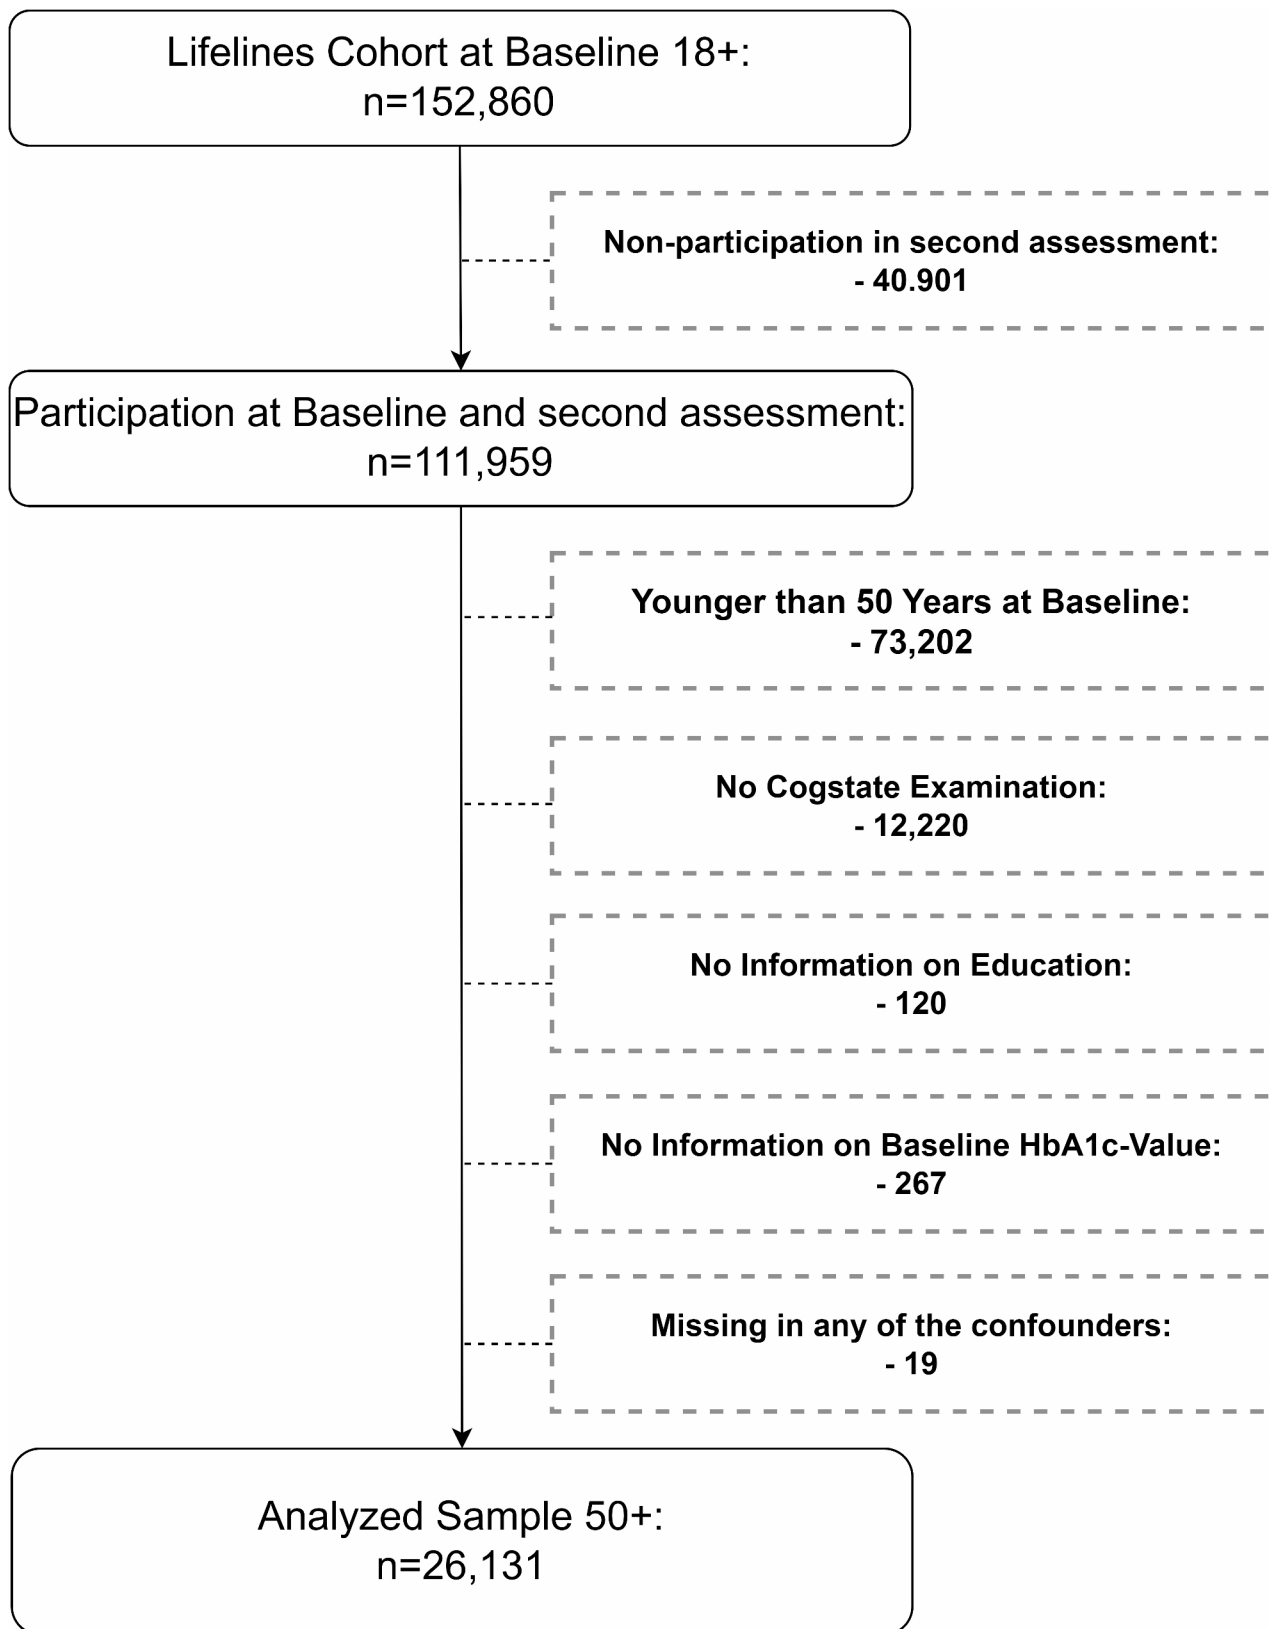 Lifelines Cohort at Baseline 18+:
n=152,860
Non-participation in second assessment:
- 40.901
Participation at Baseline and second assessment:
n=111,959
Younger than 50 Years at Baseline:
- 73,202
No Cogstate Examination:
- 12,220
No Information on Education:
- 120
No Information on Baseline HbA1c-Value:
- 267
Missing in any of the confounders:
- 19
Analyzed Sample 50+:
n=26,131